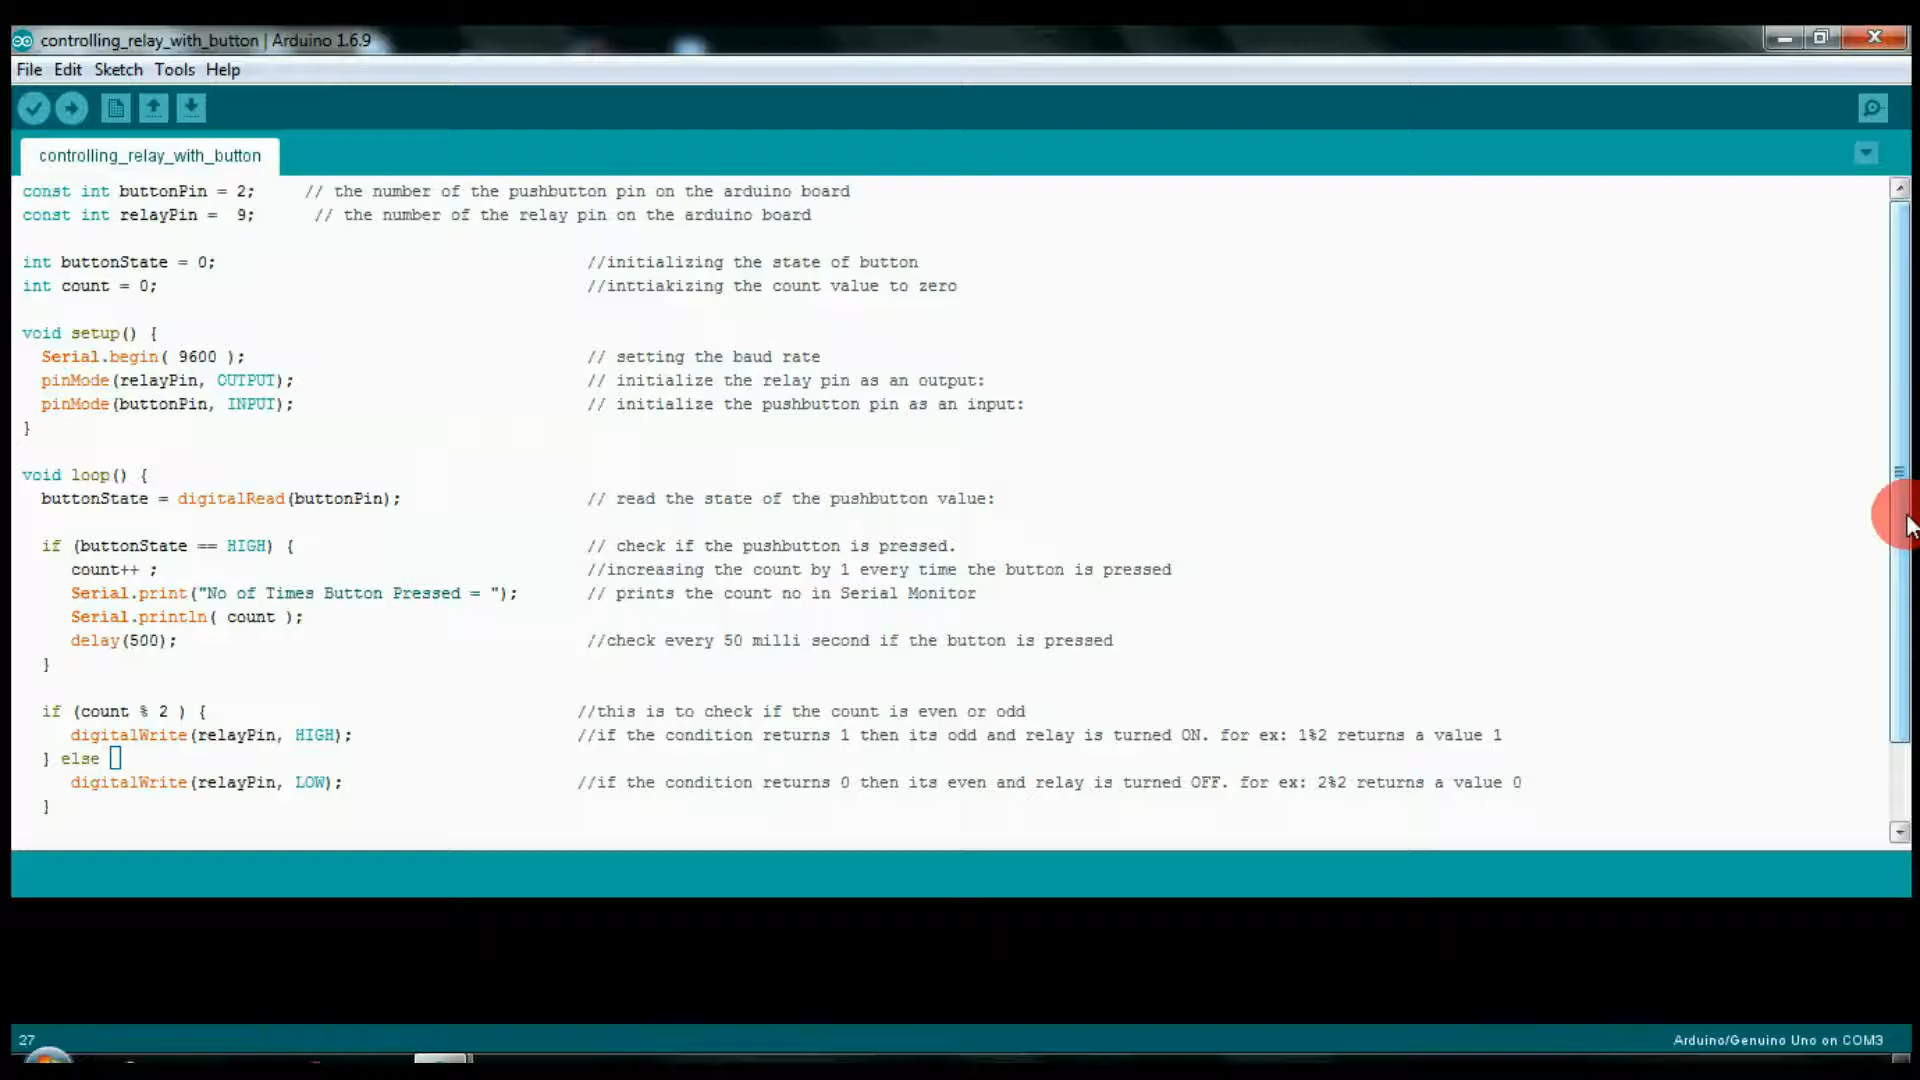 controlling_relay_with_button | Arduino 1.6.9
File Edit Sketch Tools Help
controlling_relay_with_button
const int buttonPin = 2; // the number of the pushbutton pin on the arduino board
const int relayPin = 9; // the number of the relay pin on the arduino board
int buttonState = 0; //initializing the state of button
int count = 0; //inttiakizing the count value to zero
void setup() {
Serial.begin( 9600 ); // setting the baud rate
pinMode(relayPin, OUTPUT); // initialize the relay pin as an output:
pinMode(buttonPin, INPUT); // initialize the pushbutton pin as an input:
}
void loop() {
buttonState = digitalRead(buttonPin); // read the state of the pushbutton value:
if (buttonState == HIGH) { // check if the pushbutton is pressed.
count++ ; //increasing the count by 1 every time the button is pressed
Serial.print("No of Times Button Pressed = "); // prints the count no in Serial Monitor
Serial.println( count );
delay(500); //check every 50 milli second if the button is pressed
}
if (count % 2 ) { //this is to check if the count is even or odd
digitalWrite(relayPin, HIGH); //if the condition returns 1 then its odd and relay is turned ON. for ex: 1%2 returns a value 1
} else
digitalWrite(relayPin, LOW); //if the condition returns 0 then its even and relay is turned OFF. for ex: 2%2 returns a value 0
}
27
Arduino/Genuino Uno on COM3